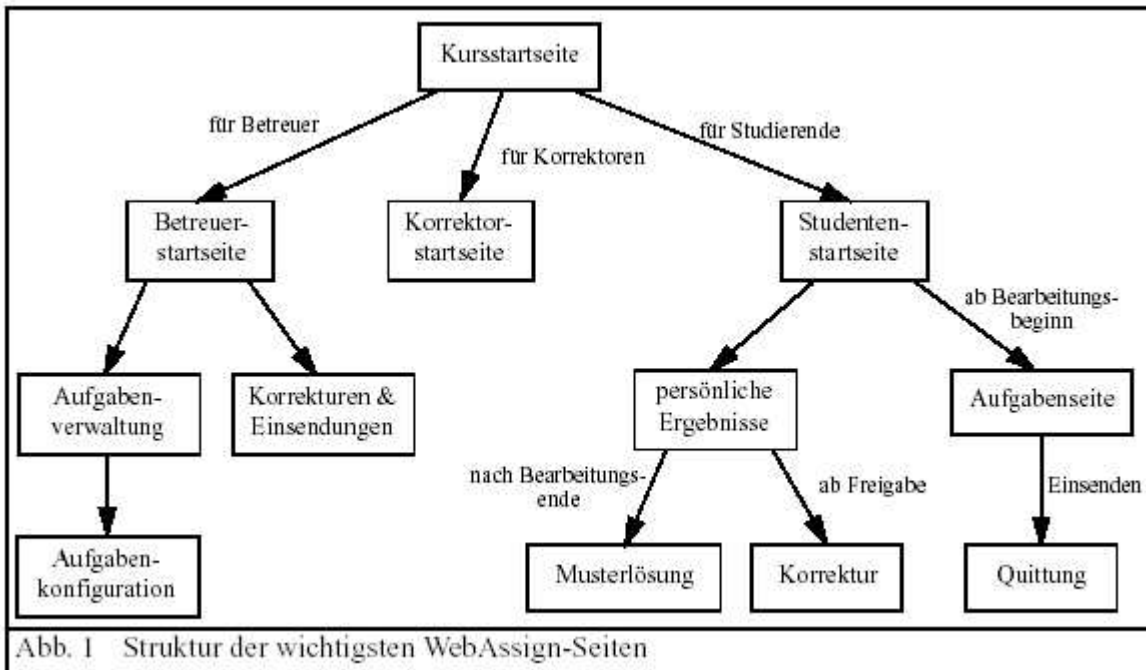 Kursstartseite
für Betreuer
für Korrektoren
für Studierende
Betreuer-
startseite
Korrektor-
startseite
Studenten-
startseite
ab Bearbeitungs-
beginn
Aufgaben-
verwaltung
Korrekturen &
Einsendungen
persönliche
Ergebnisse
Aufgabenseite
nach Bearbeitungs-
ende
ab Freigabe
Einsenden
Aufgaben-
konfiguration
Musterlösung
Korrektur
Quittung
Abb. 1 Struktur der wichtigsten WebAssign-Seiten